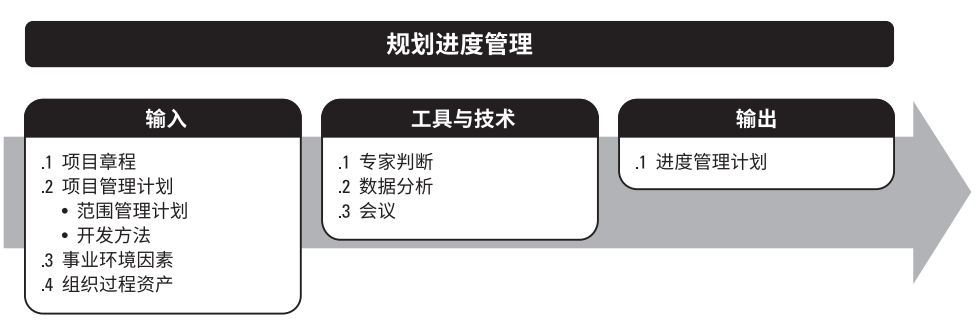 规划进度管理
输入
.1 项目章程
.2 项目管理计划
• 范围管理计划
• 开发方法
.3 事业环境因素
.4 组织过程资产
工具与技术
.1 专家判断
.2 数据分析
.3 会议
输出
.1 进度管理计划